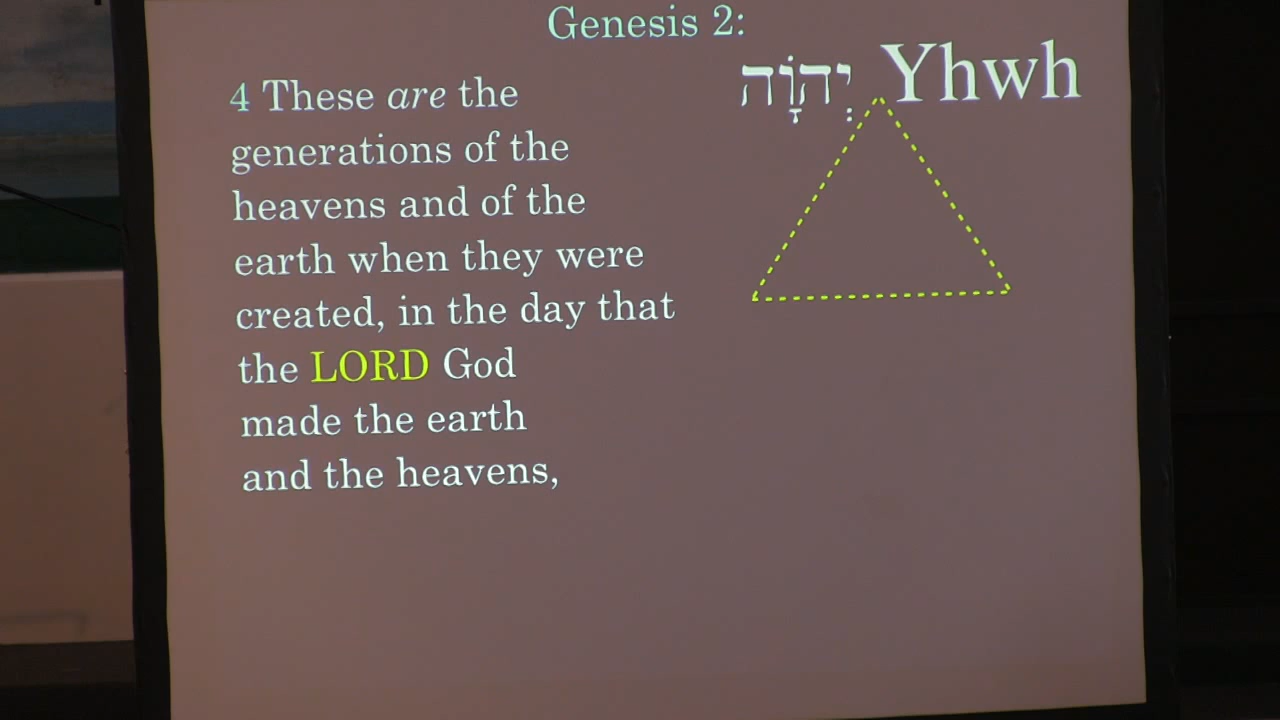 Genesis 2:
יְהוָֹה Yhwh
4 These are the
generations of the
heavens and of the
earth when they were
created, in the day that
the LORD God
made the earth
and the heavens,